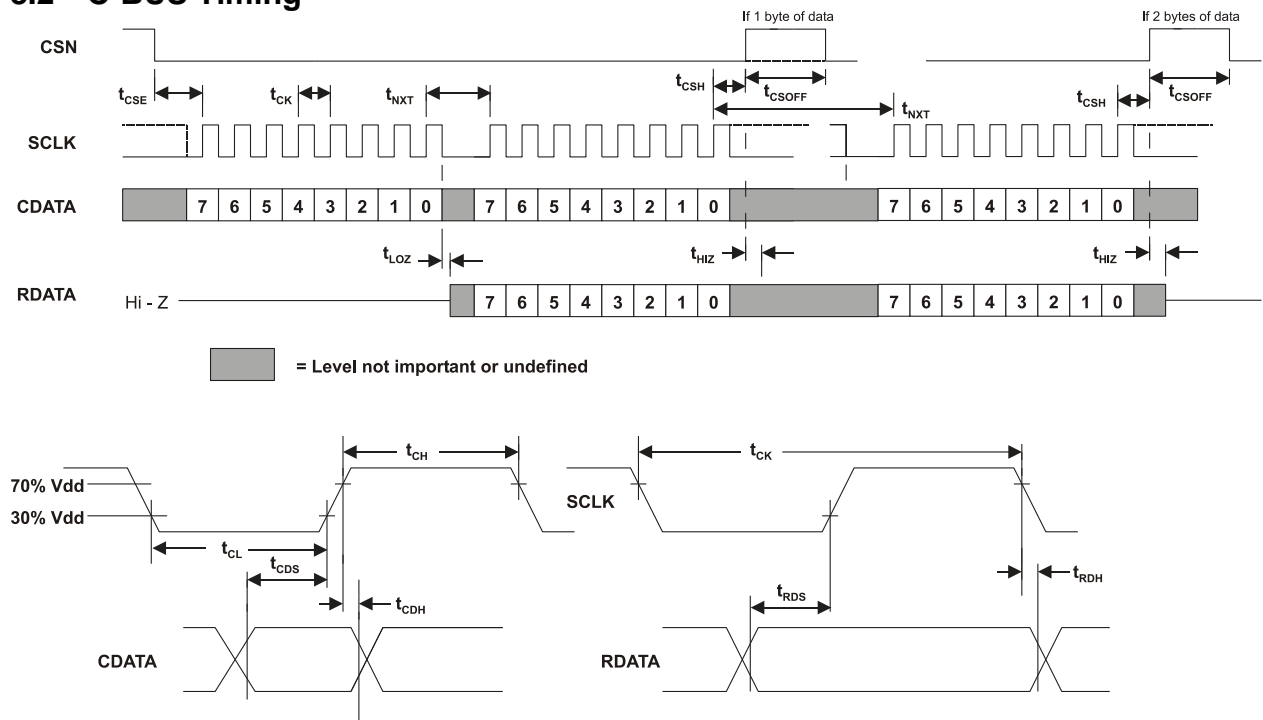 C-BUS Timing
If 1 byte of data
If 2 bytes of data
CSN
tCSE
tCK
tNXT
tCSH
tCSOFF
tNXT
tCSH
tCSOFF
SCLK
CDATA
7 6 5 4 3 2 1 0
7 6 5 4 3 2 1 0
7 6 5 4 3 2 1 0
tLOZ
tHIZ
tHIZ
RDATA
Hi - Z
7 6 5 4 3 2 1 0
7 6 5 4 3 2 1 0
= Level not important or undefined
tCH
tCK
70% Vdd
30% Vdd
SCLK
tCL
tCDS
tCDH
tRDS
tRDH
CDATA
RDATA